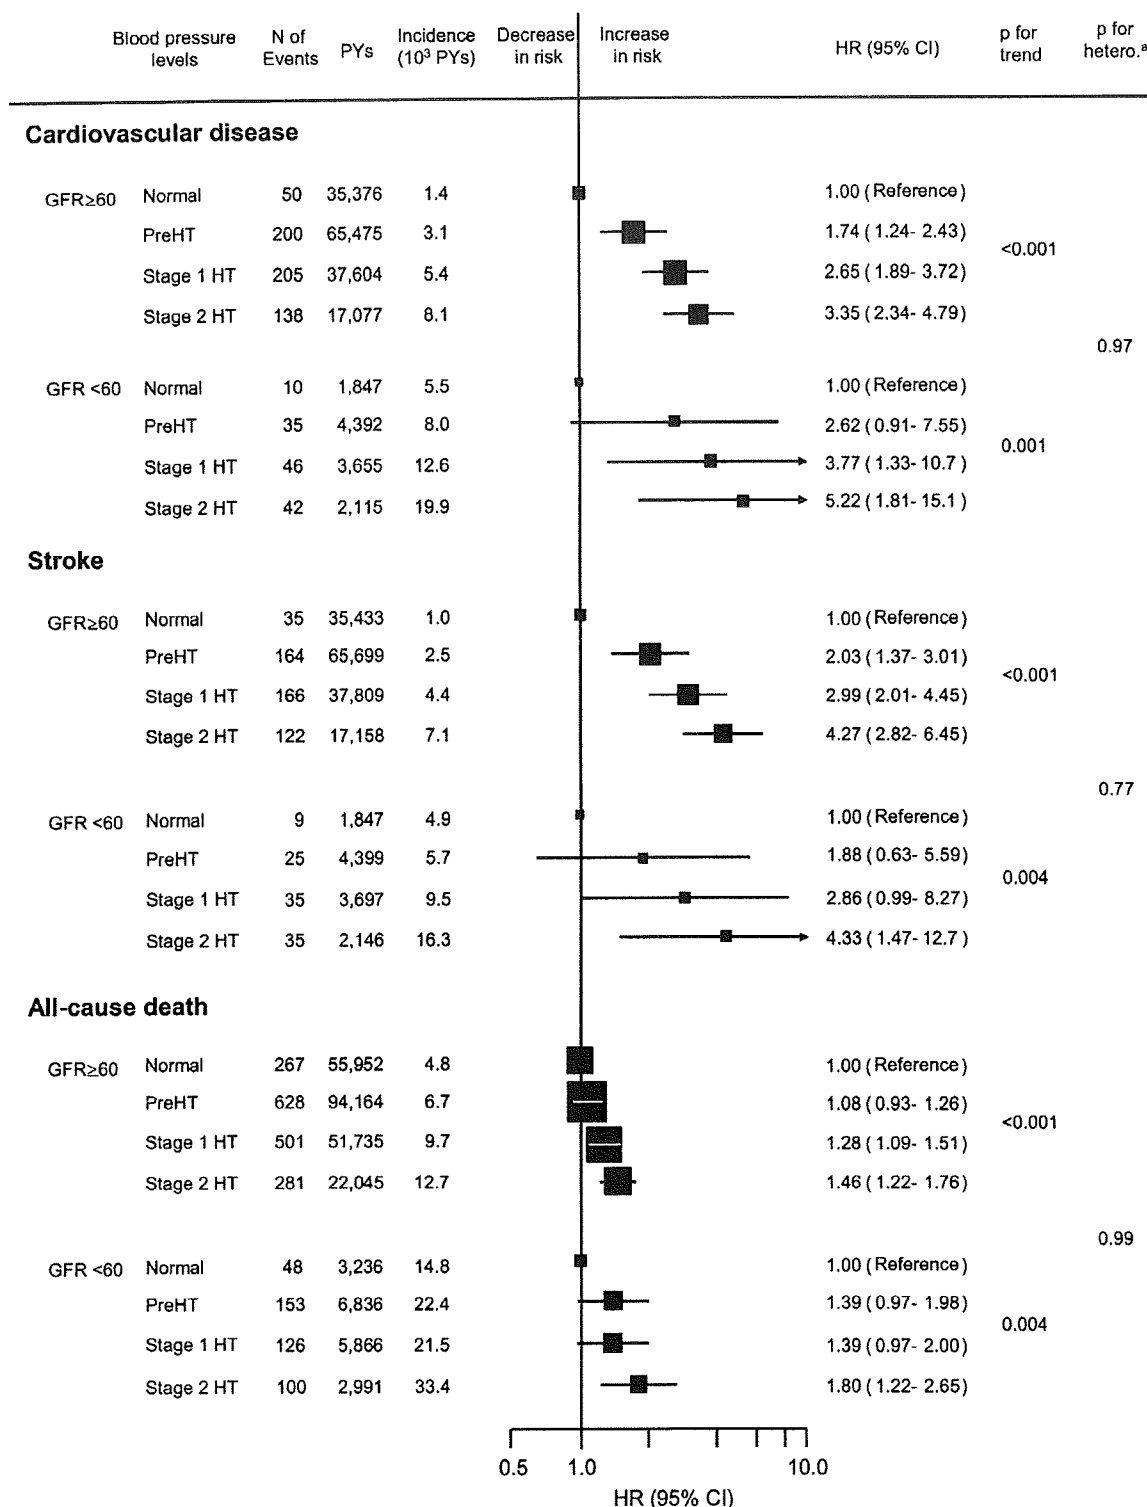 Blood pressure levels N of Events PYs Incidence (10³ PYs) Decrease in risk Increase in risk HR (95% CI) p for trend p for hetero.ᵃ
Cardiovascular disease
GFR≥60 Normal 50 35,376 1.4 1.00 (Reference)
PreHT 200 65,475 3.1 1.74 (1.24- 2.43)
<0.001
Stage 1 HT 205 37,604 5.4 2.65 (1.89- 3.72)
Stage 2 HT 138 17,077 8.1 3.35 (2.34- 4.79)
0.97
GFR <60 Normal 10 1,847 5.5 1.00 (Reference)
PreHT 35 4,392 8.0 2.62 (0.91- 7.55)
0.001
Stage 1 HT 46 3,655 12.6 3.77 (1.33- 10.7)
Stage 2 HT 42 2,115 19.9 5.22 (1.81- 15.1)
Stroke
GFR≥60 Normal 35 35,433 1.0 1.00 (Reference)
PreHT 164 65,699 2.5 2.03 (1.37- 3.01)
<0.001
Stage 1 HT 166 37,809 4.4 2.99 (2.01- 4.45)
Stage 2 HT 122 17,158 7.1 4.27 (2.82- 6.45)
0.77
GFR <60 Normal 9 1,847 4.9 1.00 (Reference)
PreHT 25 4,399 5.7 1.88 (0.63- 5.59)
0.004
Stage 1 HT 35 3,697 9.5 2.86 (0.99- 8.27)
Stage 2 HT 35 2,146 16.3 4.33 (1.47- 12.7)
All-cause death
GFR≥60 Normal 267 55,952 4.8 1.00 (Reference)
PreHT 628 94,164 6.7 1.08 (0.93- 1.26)
<0.001
Stage 1 HT 501 51,735 9.7 1.28 (1.09- 1.51)
Stage 2 HT 281 22,045 12.7 1.46 (1.22- 1.76)
0.99
GFR <60 Normal 48 3,236 14.8 1.00 (Reference)
PreHT 153 6,836 22.4 1.39 (0.97- 1.98)
0.004
Stage 1 HT 126 5,866 21.5 1.39 (0.97- 2.00)
Stage 2 HT 100 2,991 33.4 1.80 (1.22- 2.65)
0.5 1.0 10.0
HR (95% CI)